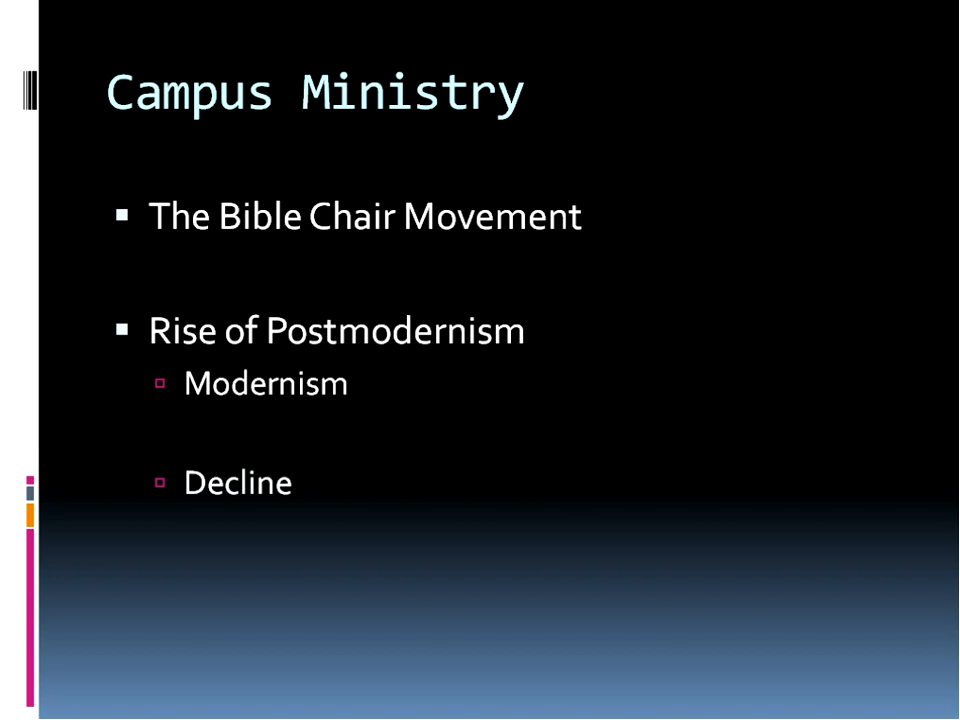 Campus Ministry
The Bible Chair Movement
Rise of Postmodernism
Modernism
Decline